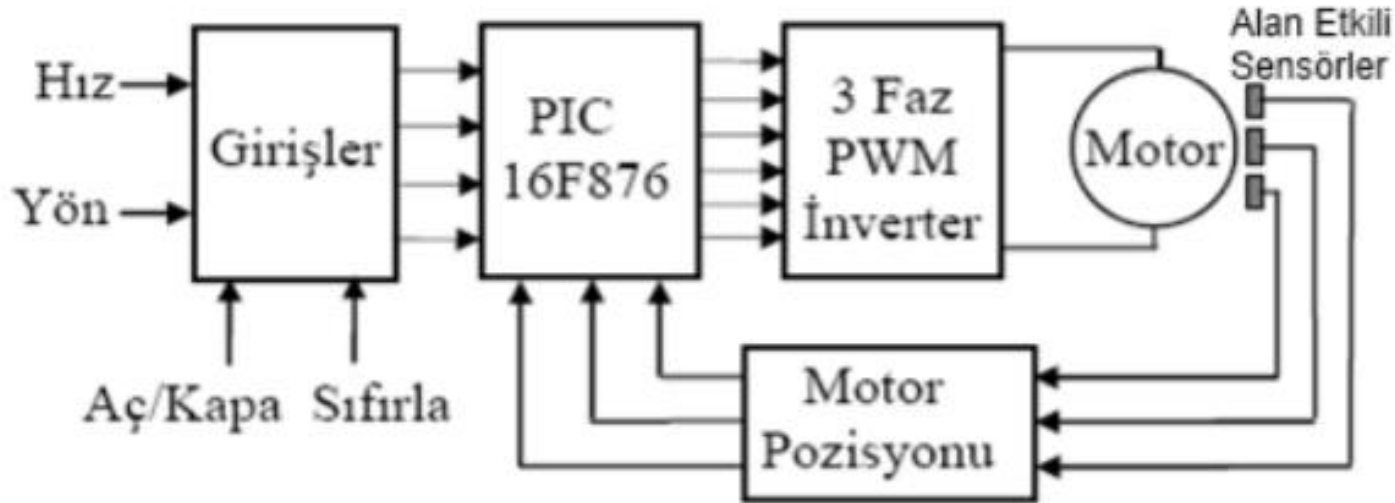 Alan Etkili
Sensörler
Hız
Yön
Girişler
PIC
16F876
3 Faz
PWM
İnverter
Motor
Aç/Kapa
Sıfırla
Motor
Pozisyonu